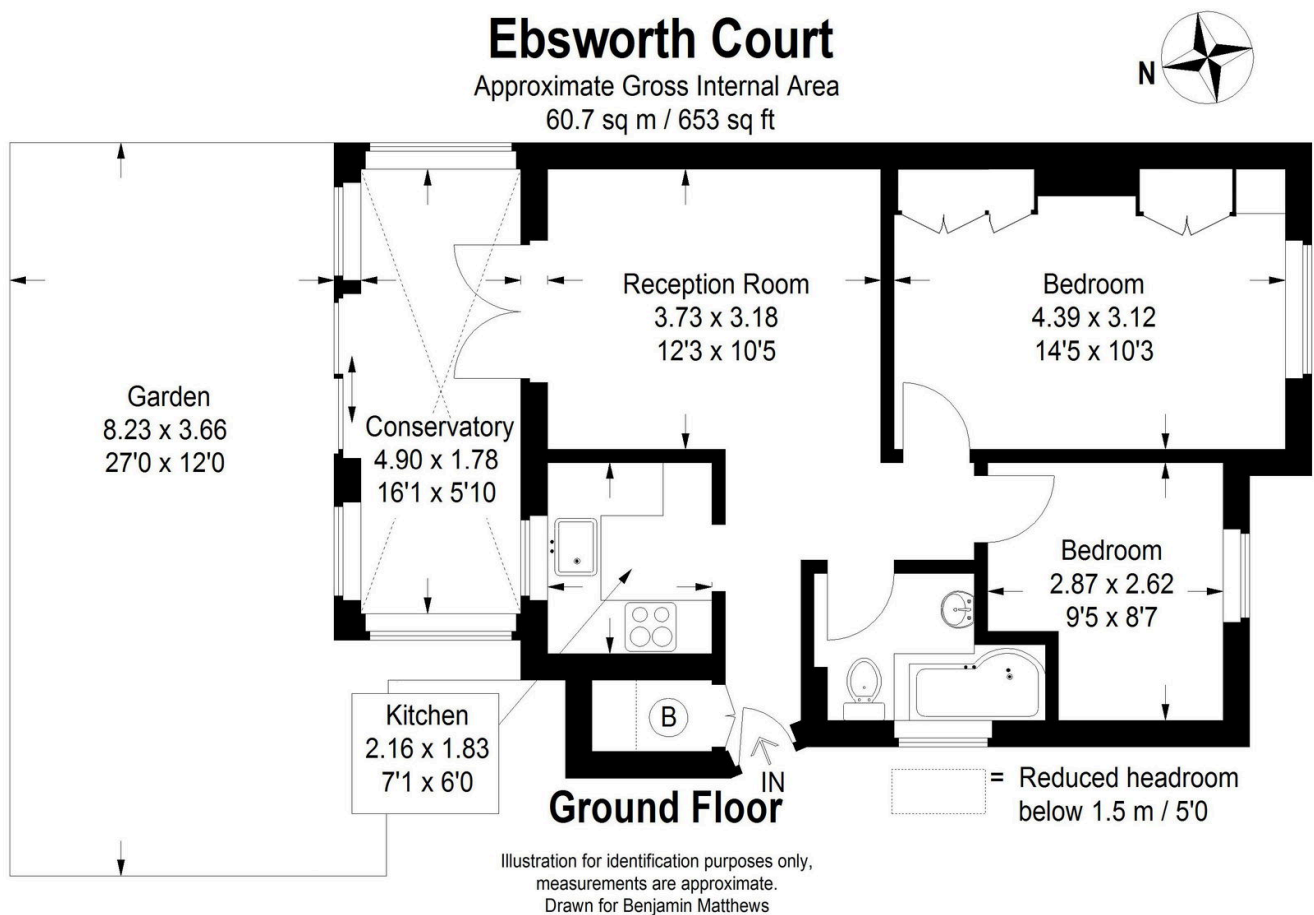 Ebsworth Court
Approximate Gross Internal Area
60.7 sq m / 653 sq ft
N
Reception Room
3.73 x 3.18
12'3 x 10'5
Bedroom
4.39 x 3.12
14'5 x 10'3
Garden
8.23 x 3.66
27'0 x 12'0
Conservatory
4.90 x 1.78
16'1 x 5'10
Bedroom
2.87 x 2.62
9'5 x 8'7
Kitchen
2.16 x 1.83
7'1 x 6'0
B
IN
= Reduced headroom
below 1.5 m / 5'0
Ground Floor
Illustration for identification purposes only,
measurements are approximate.
Drawn for Benjamin Matthews